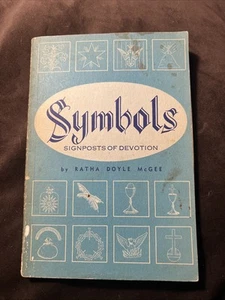 Symbols
SIGNPOSTS OF DEVOTION
by RATHA DOYLE McGEE